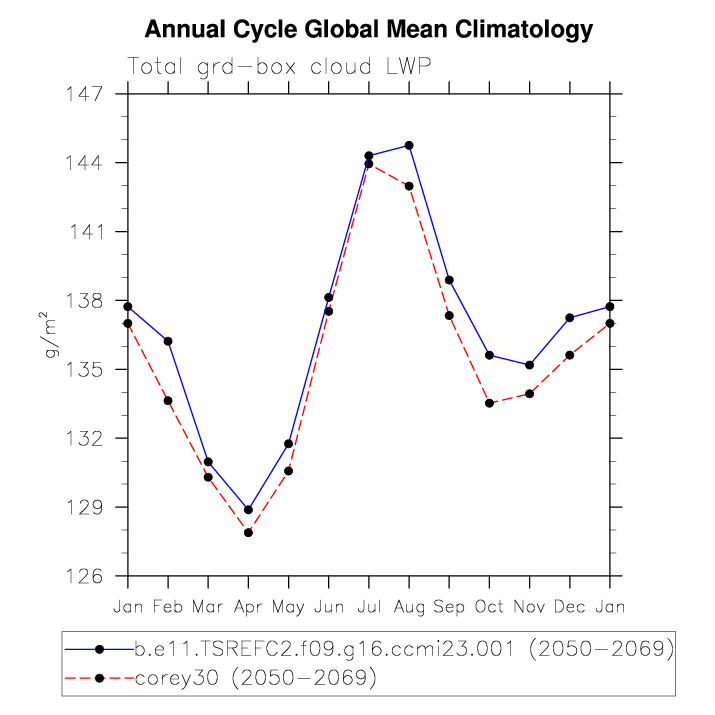 Annual Cycle Global Mean Climatology
Total grd-box cloud LWP
147
144
141
138
135
132
129
126
g/m²
Jan Feb Mar Apr May Jun Jul Aug Sep Oct Nov Dec Jan
b.e11.TSREFC2.f09.g16.ccmi23.001 (2050-2069)
corey30 (2050-2069)